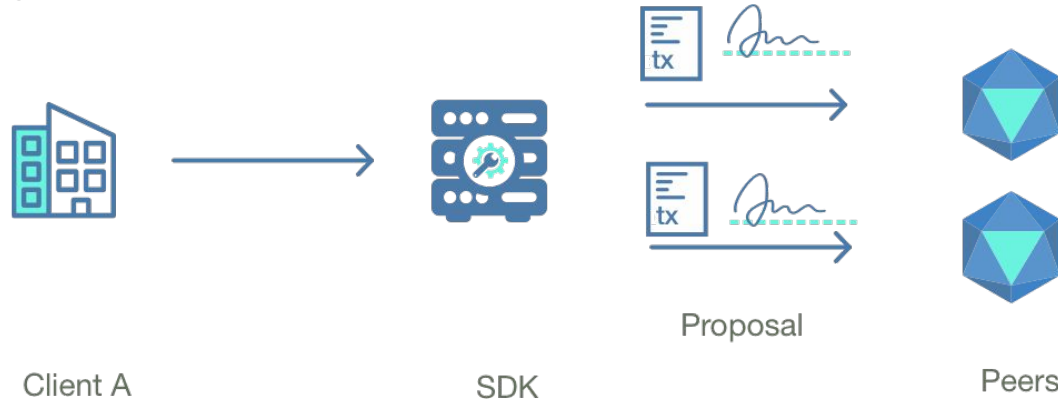 tx
tx
Proposal
Client A
SDK
Peers